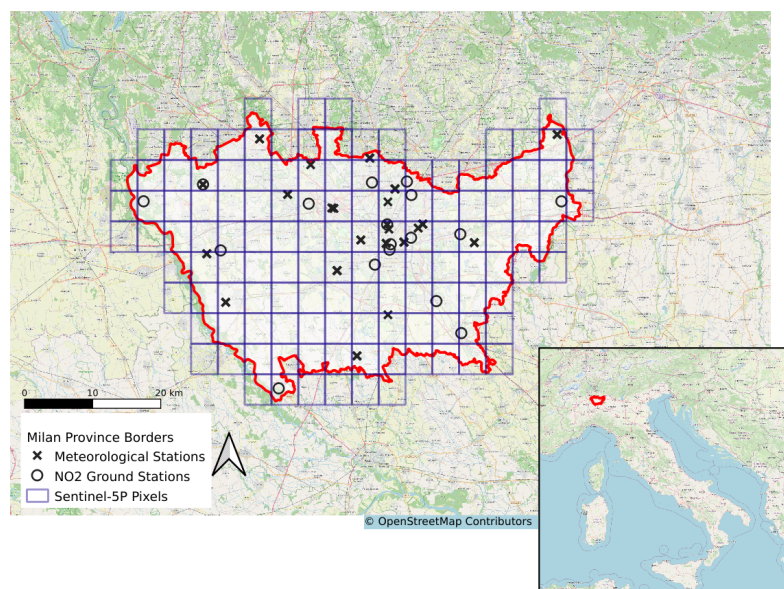 0 10 20 km
Milan Province Borders
Meteorological Stations
NO2 Ground Stations
Sentinel-5P Pixels
© OpenStreetMap Contributors